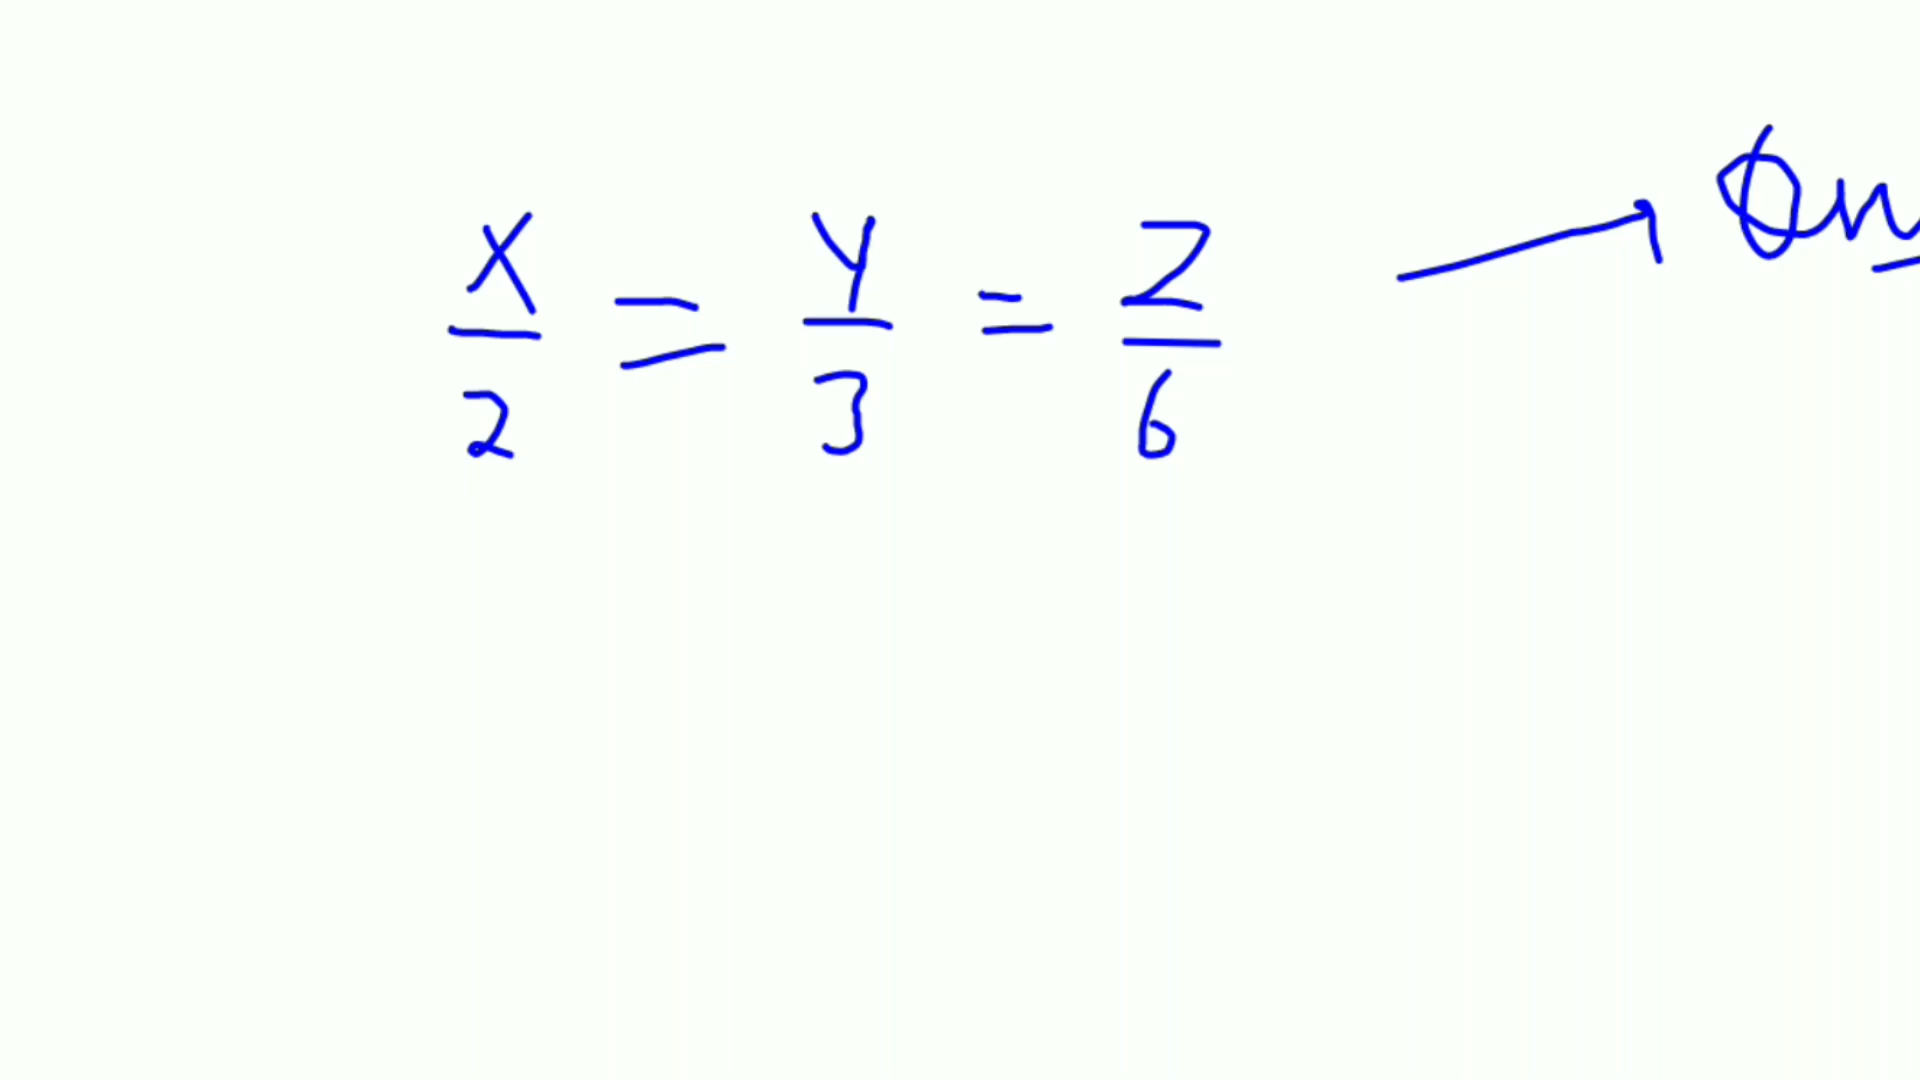 X/2 = Y/3 = Z/6 →